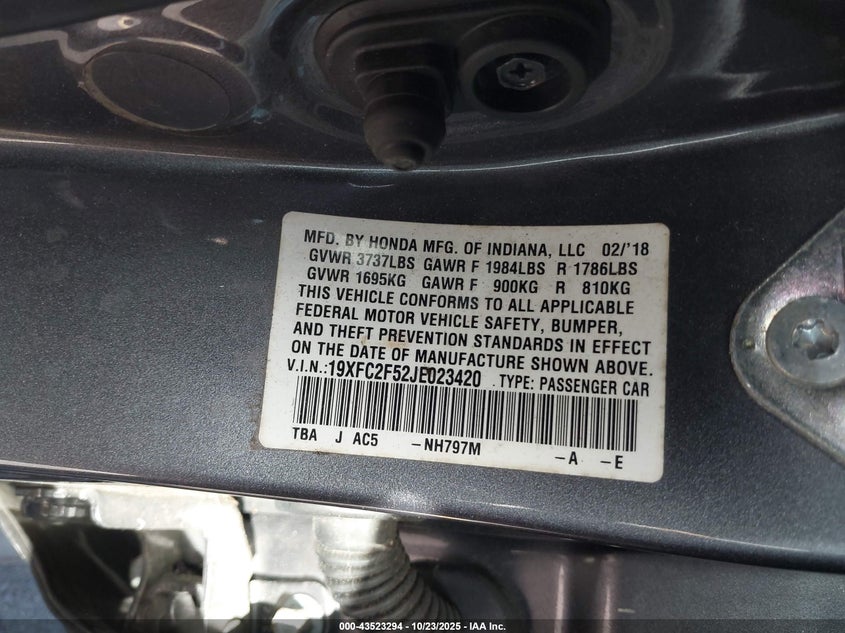 MFD. BY HONDA MFG. OF INDIANA, LLC 02/'18
GVWR 3737LBS GAWR F 1984LBS R 1786LBS
GVWR 1695KG GAWR F 900KG R 810KG
THIS VEHICLE CONFORMS TO ALL APPLICABLE
FEDERAL MOTOR VEHICLE SAFETY, BUMPER,
AND THEFT PREVENTION STANDARDS IN EFFECT
ON THE DATE OF MANUFACTURE SHOWN ABOVE.
V.I.N.:19XFC2F52JE023420 TYPE: PASSENGER CAR
TBA J AC5 -NH797M -A -E
000-43523294 - 10/23/2025 - IAA Inc.